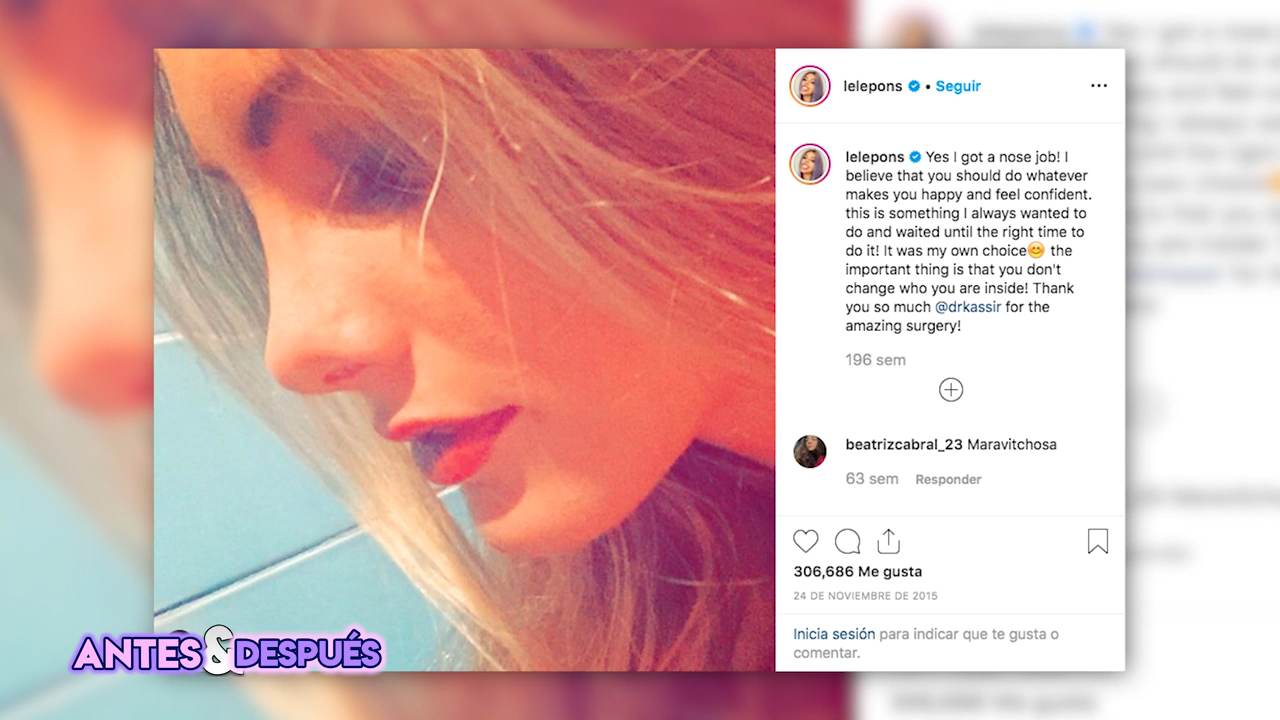 lelepons • Seguir
lelepons Yes I got a nose job! I
believe that you should do whatever
makes you happy and feel confident.
this is something I always wanted to
do and waited until the right time to
do it! It was my own choice😊 the
important thing is that you don't
change who you are inside! Thank
you so much @drkassir for the
amazing surgery!
196 sem
beatrizcabral_23 Maravitchosa
63 sem Responder
306,686 Me gusta
24 DE NOVIEMBRE DE 2015
Inicia sesión para indicar que te gusta o
comentar.
ANTES&DESPUÉS